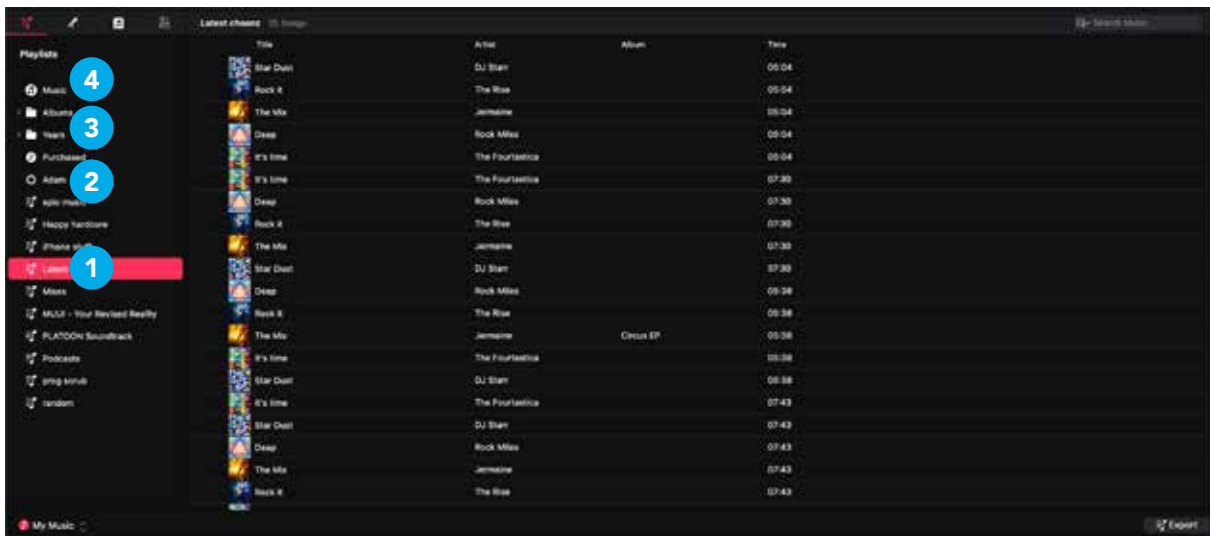 Latest choons 25 Songs
Search Music
Playlists
4
Music
Albums
3
Years
Purchased
2
Adam
epic music
Happy hardcore
iPhone stuff
1
Latest
Mixes
MUUI - Your Revised Reality
PLATOON Soundtrack
Podcasts
prog scrub
random
Title Artist Album Time
Star Dust DJ Starr 05:04
Rock it The Rise 05:04
The Mix Jermaine 05:04
Deep Rock Miles 05:04
It's time The Fourtastica 05:04
It's time The Fourtastica 07:30
Deep Rock Miles 07:30
Rock it The Rise 07:30
The Mix Jermaine 07:30
Star Dust DJ Starr 07:30
Deep Rock Miles 05:38
Rock it The Rise 05:38
The Mix Jermaine Circus EP 05:38
It's time The Fourtastica 05:38
Star Dust DJ Starr 05:38
It's time The Fourtastica 07:43
Star Dust DJ Starr 07:43
Deep Rock Miles 07:43
The Mix Jermaine 07:43
Rock it The Rise 07:43
My Music
Export